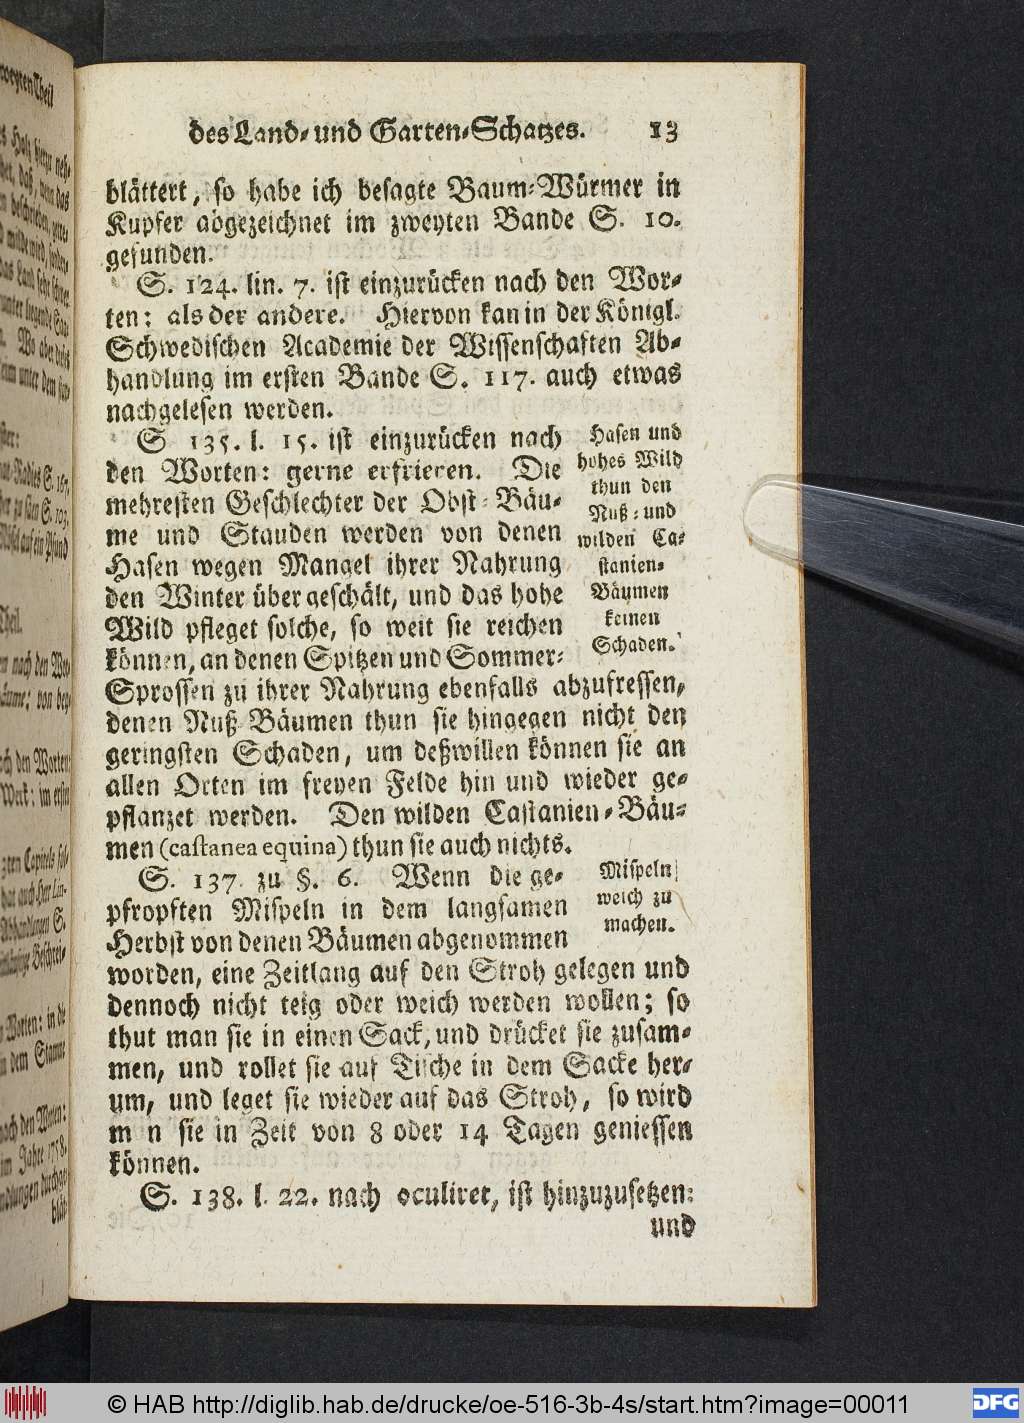 des Land- und Garten-Schatzes. 13
blättert, so habe ich besagte Baum-Würmer in
Kupfer abgezeichnet im zweyten Bande S. 10.
gefunden.
S. 124. lin. 7. ist einzurücken nach den Wor-
ten: als der andere. Hiervon kan in der Königl.
Schwedischen Academie der Wissenschaften Ab-
handlung im ersten Bande S. 117. auch etwas
nachgelesen werden.
S 135. l. 15. ist einzurücken nach
den Worten: gerne erfrieren. Die
mehresten Geschlechter der Obst-Bäu-
me und Stauden werden von denen
Hasen wegen Mangel ihrer Nahrung
den Winter über geschält, und das hohe
Wild pfleget solche, so weit sie reichen
können, an denen Spitzen und Sommer-
Sprossen zu ihrer Nahrung ebenfalls abzufressen,
denen Nuß-Bäumen thun sie hingegen nicht den
geringsten Schaden, um deßwillen können sie an
allen Orten im freyen Felde hin und wieder ge-
pflanzet werden. Den wilden Castanien-Bäu-
men (castanea equina) thun sie auch nichts.
Hasen und
hohes Wild
thun den
Nuß- und
wilden Ca-
stanien-
Bäumen
keinen
Schaden.
S. 137. zu §. 6. Wenn die ge-
pfropften Mispeln in dem langsamen
Herbst von denen Bäumen abgenommen
worden, eine Zeitlang auf den Stroh gelegen und
dennoch nicht teig oder weich werden wollen; so
thut man sie in einen Sack, und drücket sie zusam-
men, und rollet sie auf Tische in dem Sacke her-
um, und leget sie wieder auf das Stroh, so wird
m n sie in Zeit von 8 oder 14 Tagen geniessen
können.
Mispeln
weich zu
machen.
S. 138. l. 22. nach oculiret, ist hinzuzusetzen:
und
© HAB http://diglib.hab.de/drucke/oe-516-3b-4s/start.htm?image=00011
DFG